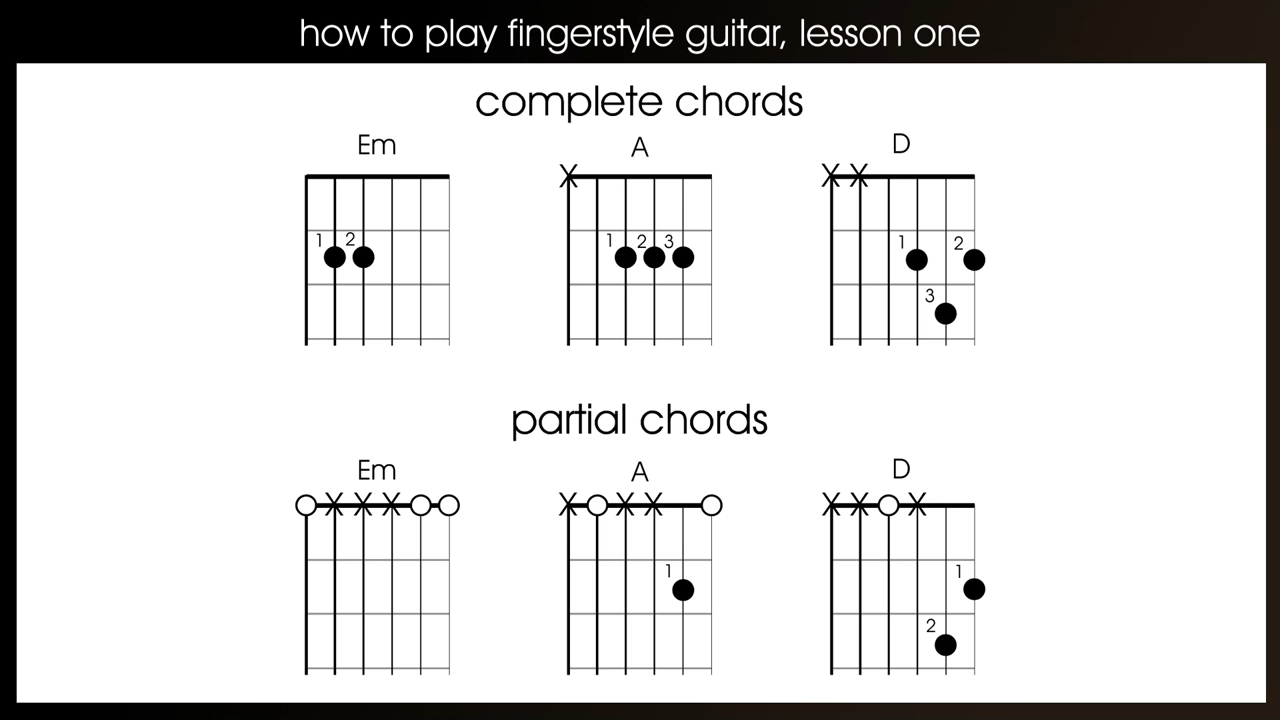 how to play fingerstyle guitar, lesson one
complete chords
Em A D
X X X
1 2 1 2 3 1 2
3
partial chords
Em A D
X X X X X X X X X
1 1
2